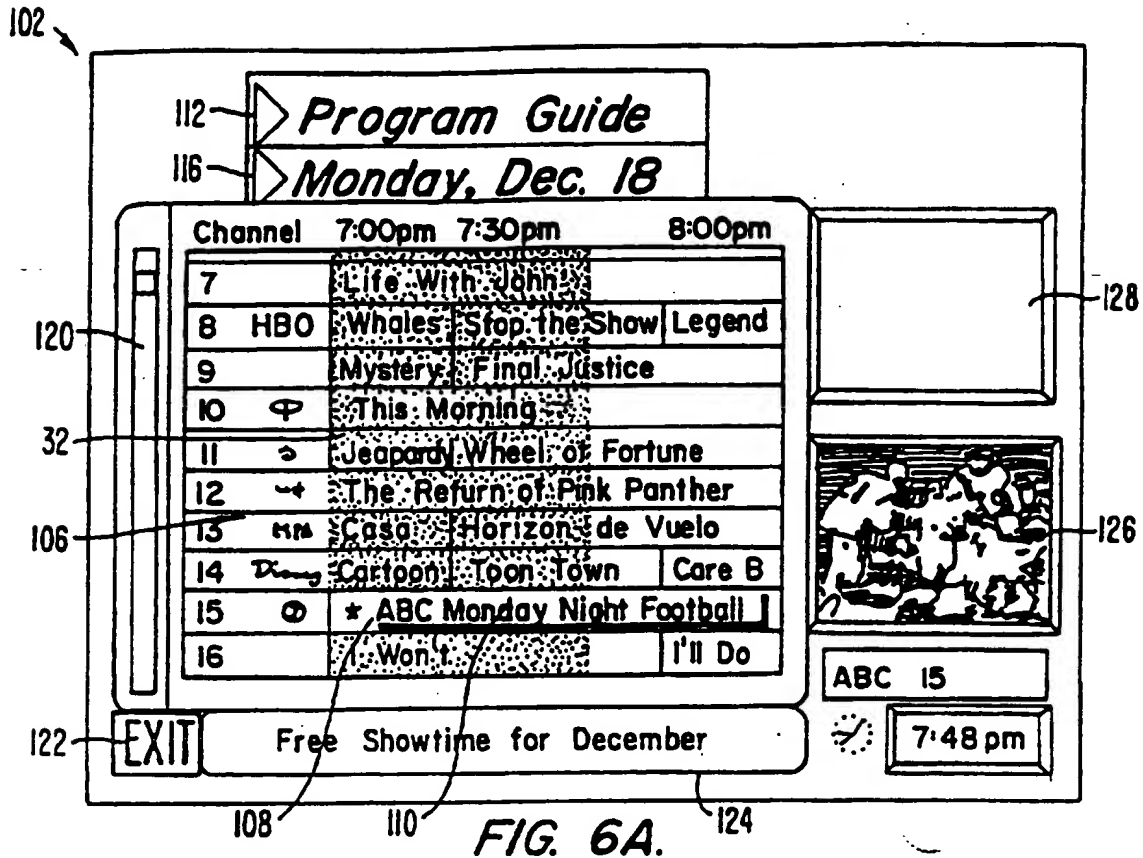 102
112 Program Guide
116 Monday, Dec. 18
Channel 7:00pm 7:30pm 8:00pm
7 Life With John
8 HBO Whales Stop the Show Legend
128
120
9 Mystery Final Justice
10 This Morning
32
11 Jeapardy Wheel of Fortune
12 The Return of Pink Panther
106
13 Casa Horizon de Vuelo
126
14 Disney Cartoon Toon Town Care B
15 * ABC Monday Night Football
16 I Won't I'll Do
ABC 15
122 EXIT Free Showtime for December 7:48 pm
108 110 124
FIG. 6A.